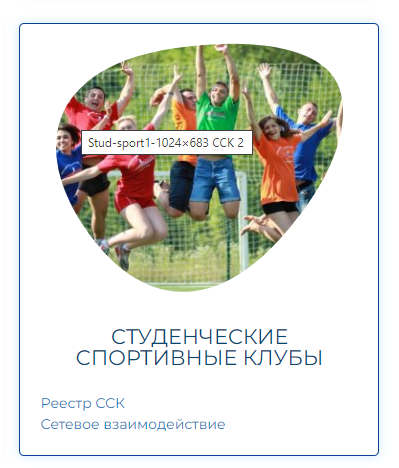 Stud-sport1-1024×683 ССК 2
СТУДЕНЧЕСКИЕ
СПОРТИВНЫЕ КЛУБЫ
Реестр ССК
Сетевое взаимодействие